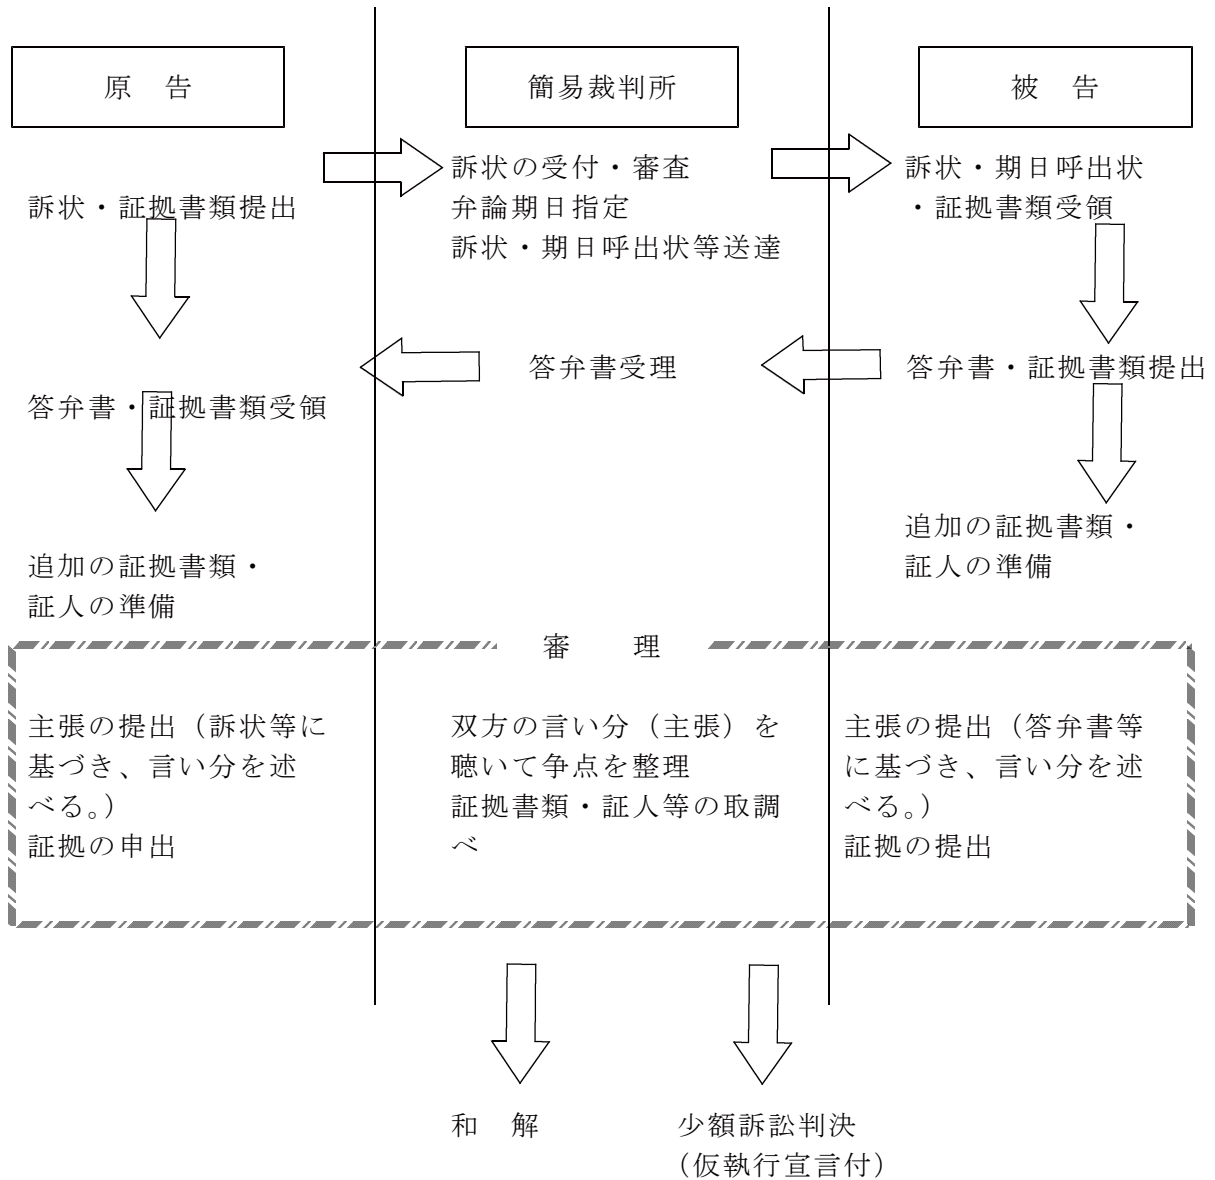 原　告
簡易裁判所
被　告
訴状・証拠書類提出
訴状の受付・審査
弁論期日指定
訴状・期日呼出状等送達
訴状・期日呼出状
・証拠書類受領
答弁書・証拠書類提出
答弁書受理
答弁書・証拠書類受領
追加の証拠書類・
証人の準備
追加の証拠書類・
証人の準備
審　　理
主張の提出（訴状等に
基づき、言い分を述
べる。）
証拠の申出
双方の言い分（主張）を
聴いて争点を整理
証拠書類・証人等の取調
べ
主張の提出（答弁書等
に基づき、言い分を述
べる。）
証拠の提出
和　解
少額訴訟判決
（仮執行宣言付）